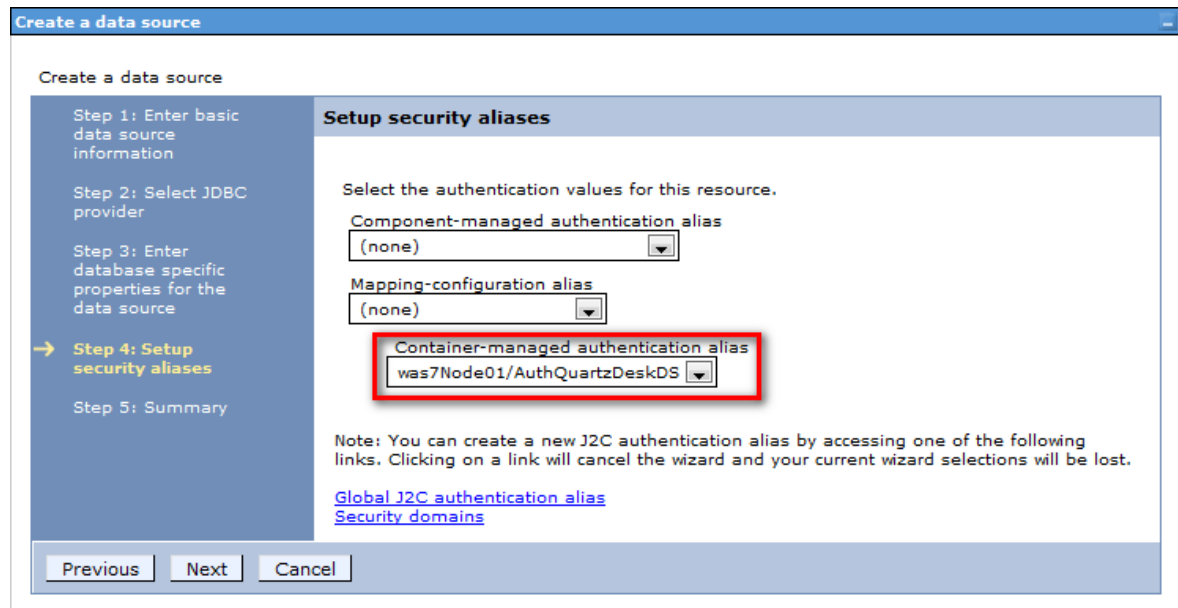 Create a data source
Create a data source
Step 1: Enter basic
data source
information
Step 2: Select JDBC
provider
Step 3: Enter
database specific
properties for the
data source
Step 4: Setup
security aliases
Step 5: Summary
Setup security aliases
Select the authentication values for this resource.
Component-managed authentication alias
(none)
Mapping-configuration alias
(none)
Container-managed authentication alias
was7Node01/AuthQuartzDeskDS
Note: You can create a new J2C authentication alias by accessing one of the following
links. Clicking on a link will cancel the wizard and your current wizard selections will be lost.
Global J2C authentication alias
Security domains
Previous Next Cancel